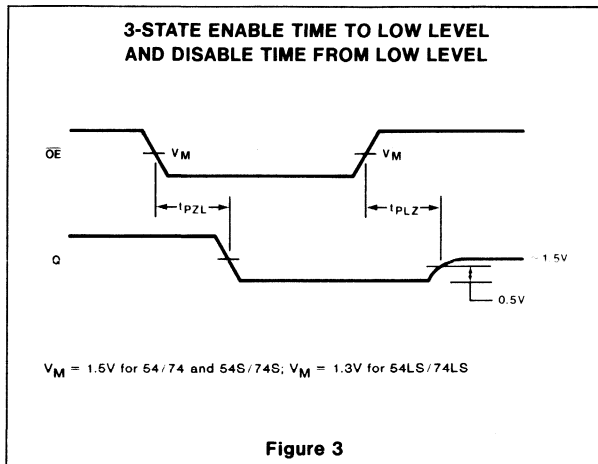 3-STATE ENABLE TIME TO LOW LEVEL
AND DISABLE TIME FROM LOW LEVEL
OE
VM
VM
tPZL
tPLZ
Q
~1.5V
0.5V
VM = 1.5V for 54/74 and 54S/74S; VM = 1.3V for 54LS/74LS
Figure 3